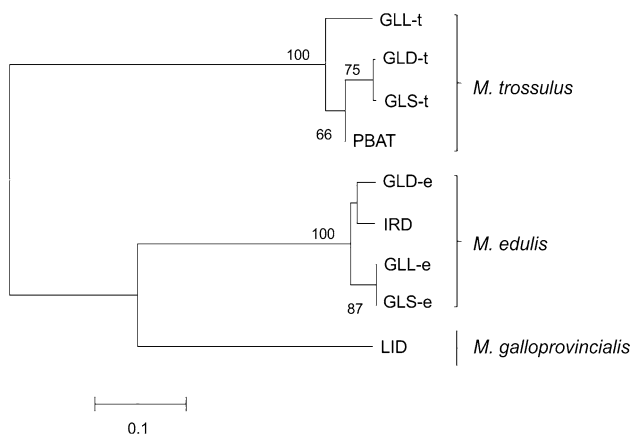 GLL-t
100
GLD-t
75
M. trossulus
GLS-t
66
PBAT
GLD-e
IRD
100
M. edulis
GLL-e
GLS-e
87
LID
M. galloprovincialis
0.1